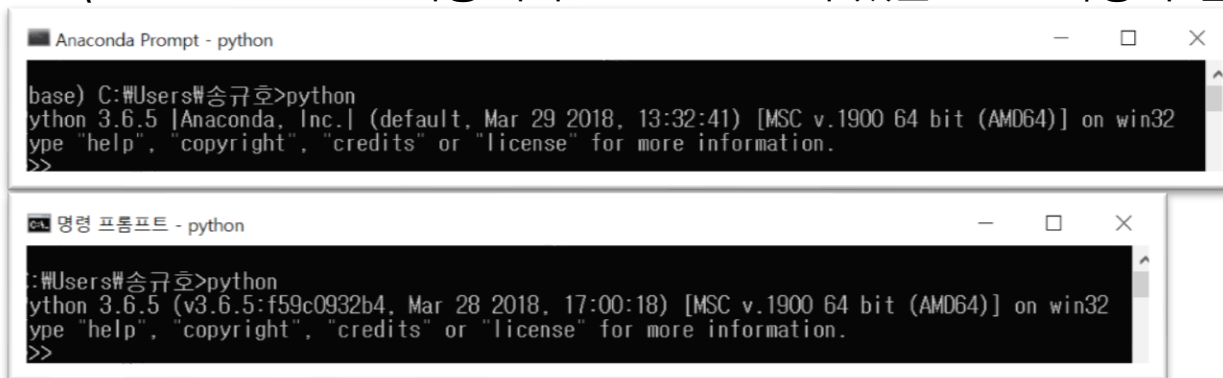 Anaconda Prompt - python
base) C:₩Users₩송규호>python
ython 3.6.5 |Anaconda, Inc.| (default, Mar 29 2018, 13:32:41) [MSC v.1900 64 bit (AMD64)] on win32
ype "help", "copyright", "credits" or "license" for more information.
>>
명령 프롬프트 - python
:₩Users₩송규호>python
ython 3.6.5 (v3.6.5:f59c0932b4, Mar 28 2018, 17:00:18) [MSC v.1900 64 bit (AMD64)] on win32
ype "help", "copyright", "credits" or "license" for more information.
>>